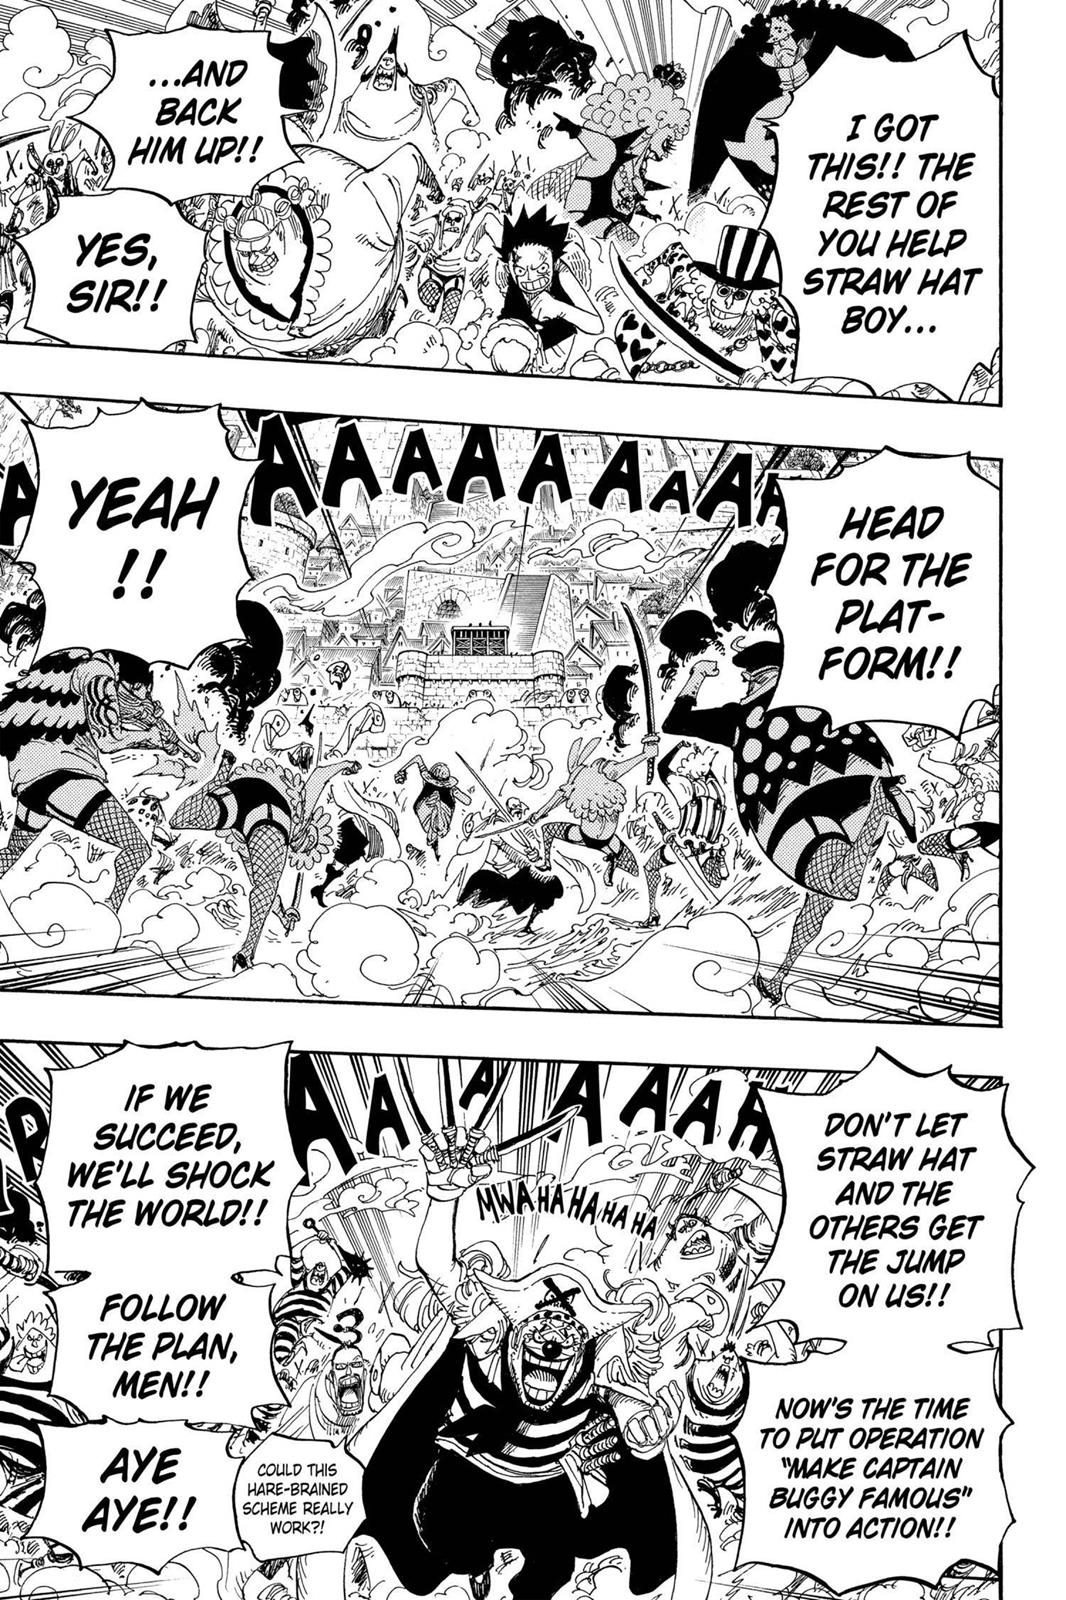 I GOT
THIS!! THE
REST OF
YOU HELP
STRAW HAT
BOY...
...AND
BACK
HIM UP!!
YES,
SIR!!
HEAD
FOR THE
PLAT-
FORM!!
YEAH
!!
AAAAAAAAAA
DON'T LET
STRAW HAT
AND THE
OTHERS GET
THE JUMP
ON US!!
NOW'S THE TIME
TO PUT OPERATION
"MAKE CAPTAIN
BUGGY FAMOUS"
INTO ACTION!!
AAAAAAAA
MWA HA HA HA HA HA
IF WE
SUCCEED,
WE'LL SHOCK
THE WORLD!!
FOLLOW
THE PLAN,
MEN!!
COULD THIS
HARE-BRAINED
SCHEME REALLY
WORK?!
AYE
AYE!!